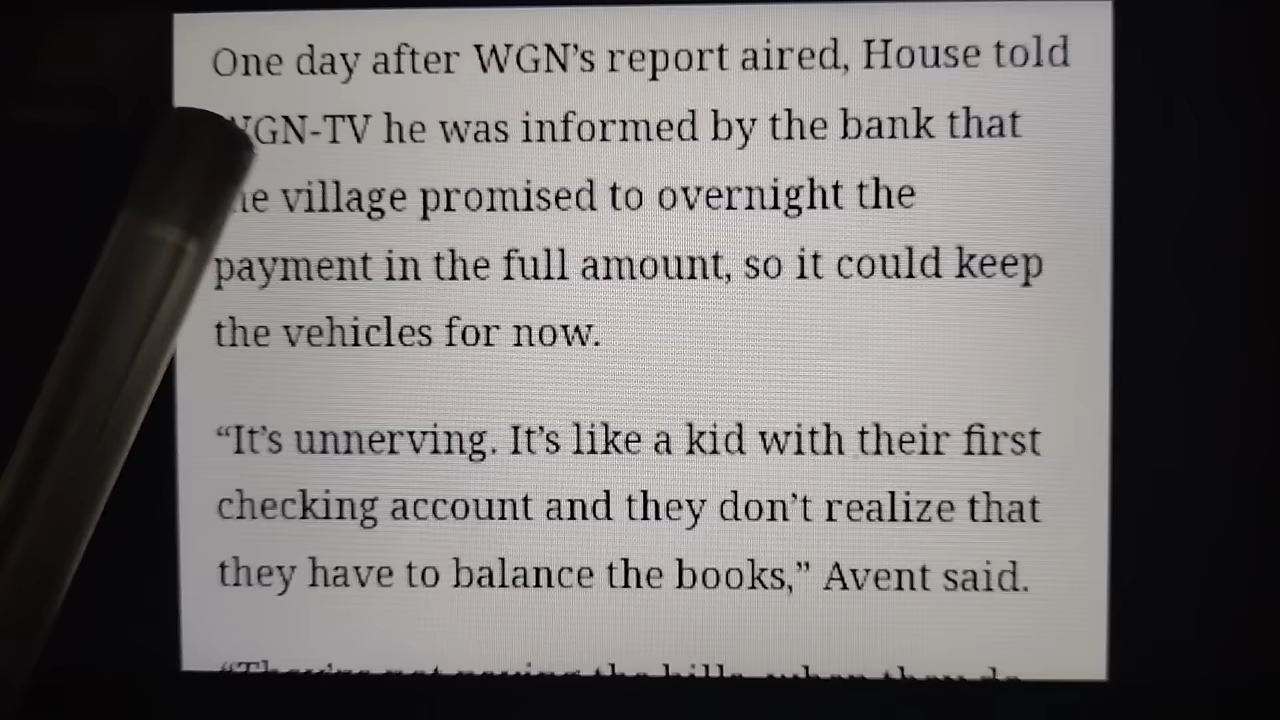 One day after WGN’s report aired, House told
WGN-TV he was informed by the bank that
village promised to overnight the
payment in the full amount, so it could keep
the vehicles for now.
“It’s unnerving. It’s like a kid with their first
checking account and they don’t realize that
they have to balance the books,” Avent said.